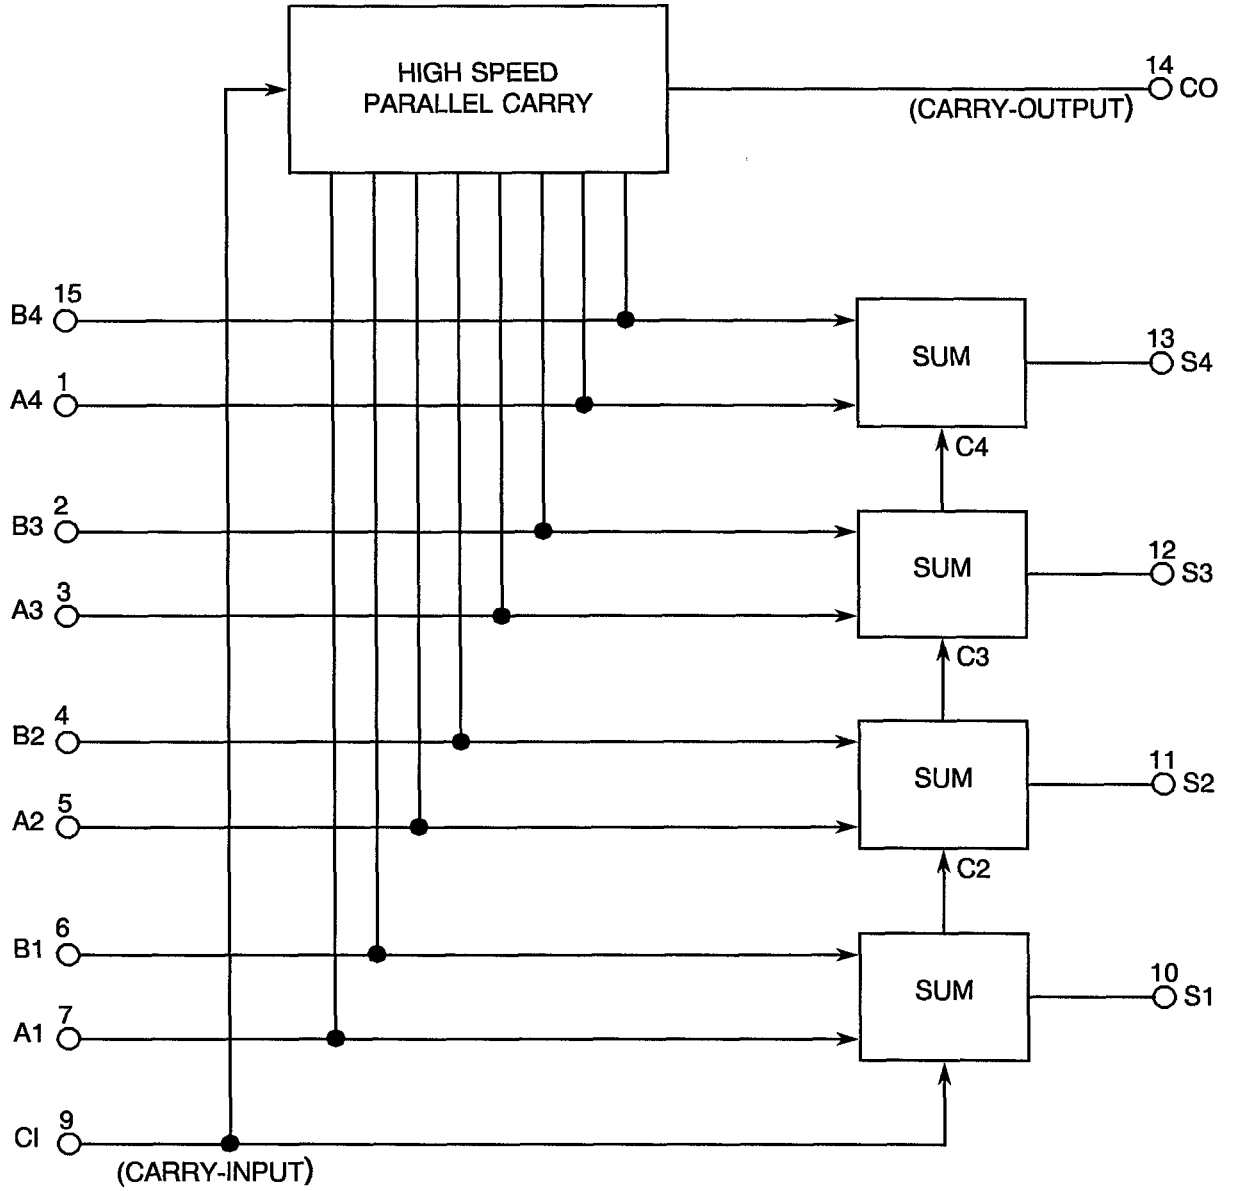 HIGH SPEED
PARALLEL CARRY
14
CO
(CARRY-OUTPUT)
15
B4
SUM
13
S4
1
A4
C4
2
B3
SUM
12
S3
3
A3
C3
4
B2
SUM
11
S2
5
A2
C2
6
B1
SUM
10
S1
7
A1
9
CI
(CARRY-INPUT)